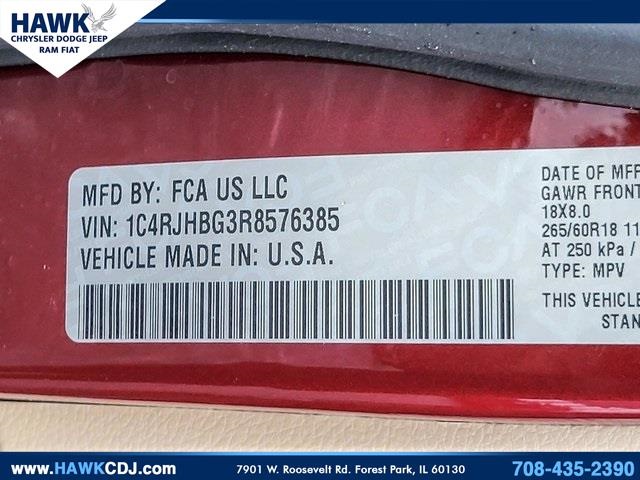 HAWK
CHRYSLER DODGE JEEP
RAM FIAT
MFD BY: FCA US LLC
VIN: 1C4RJHBG3R8576385
VEHICLE MADE IN: U.S.A.
DATE OF MFR
GAWR FRONT
18X8.0
265/60R18 11
AT 250 kPa /
TYPE: MPV
THIS VEHICLE
STAN
www.HAWKCDJ.com
7901 W. Roosevelt Rd. Forest Park, IL 60130
708-435-2390